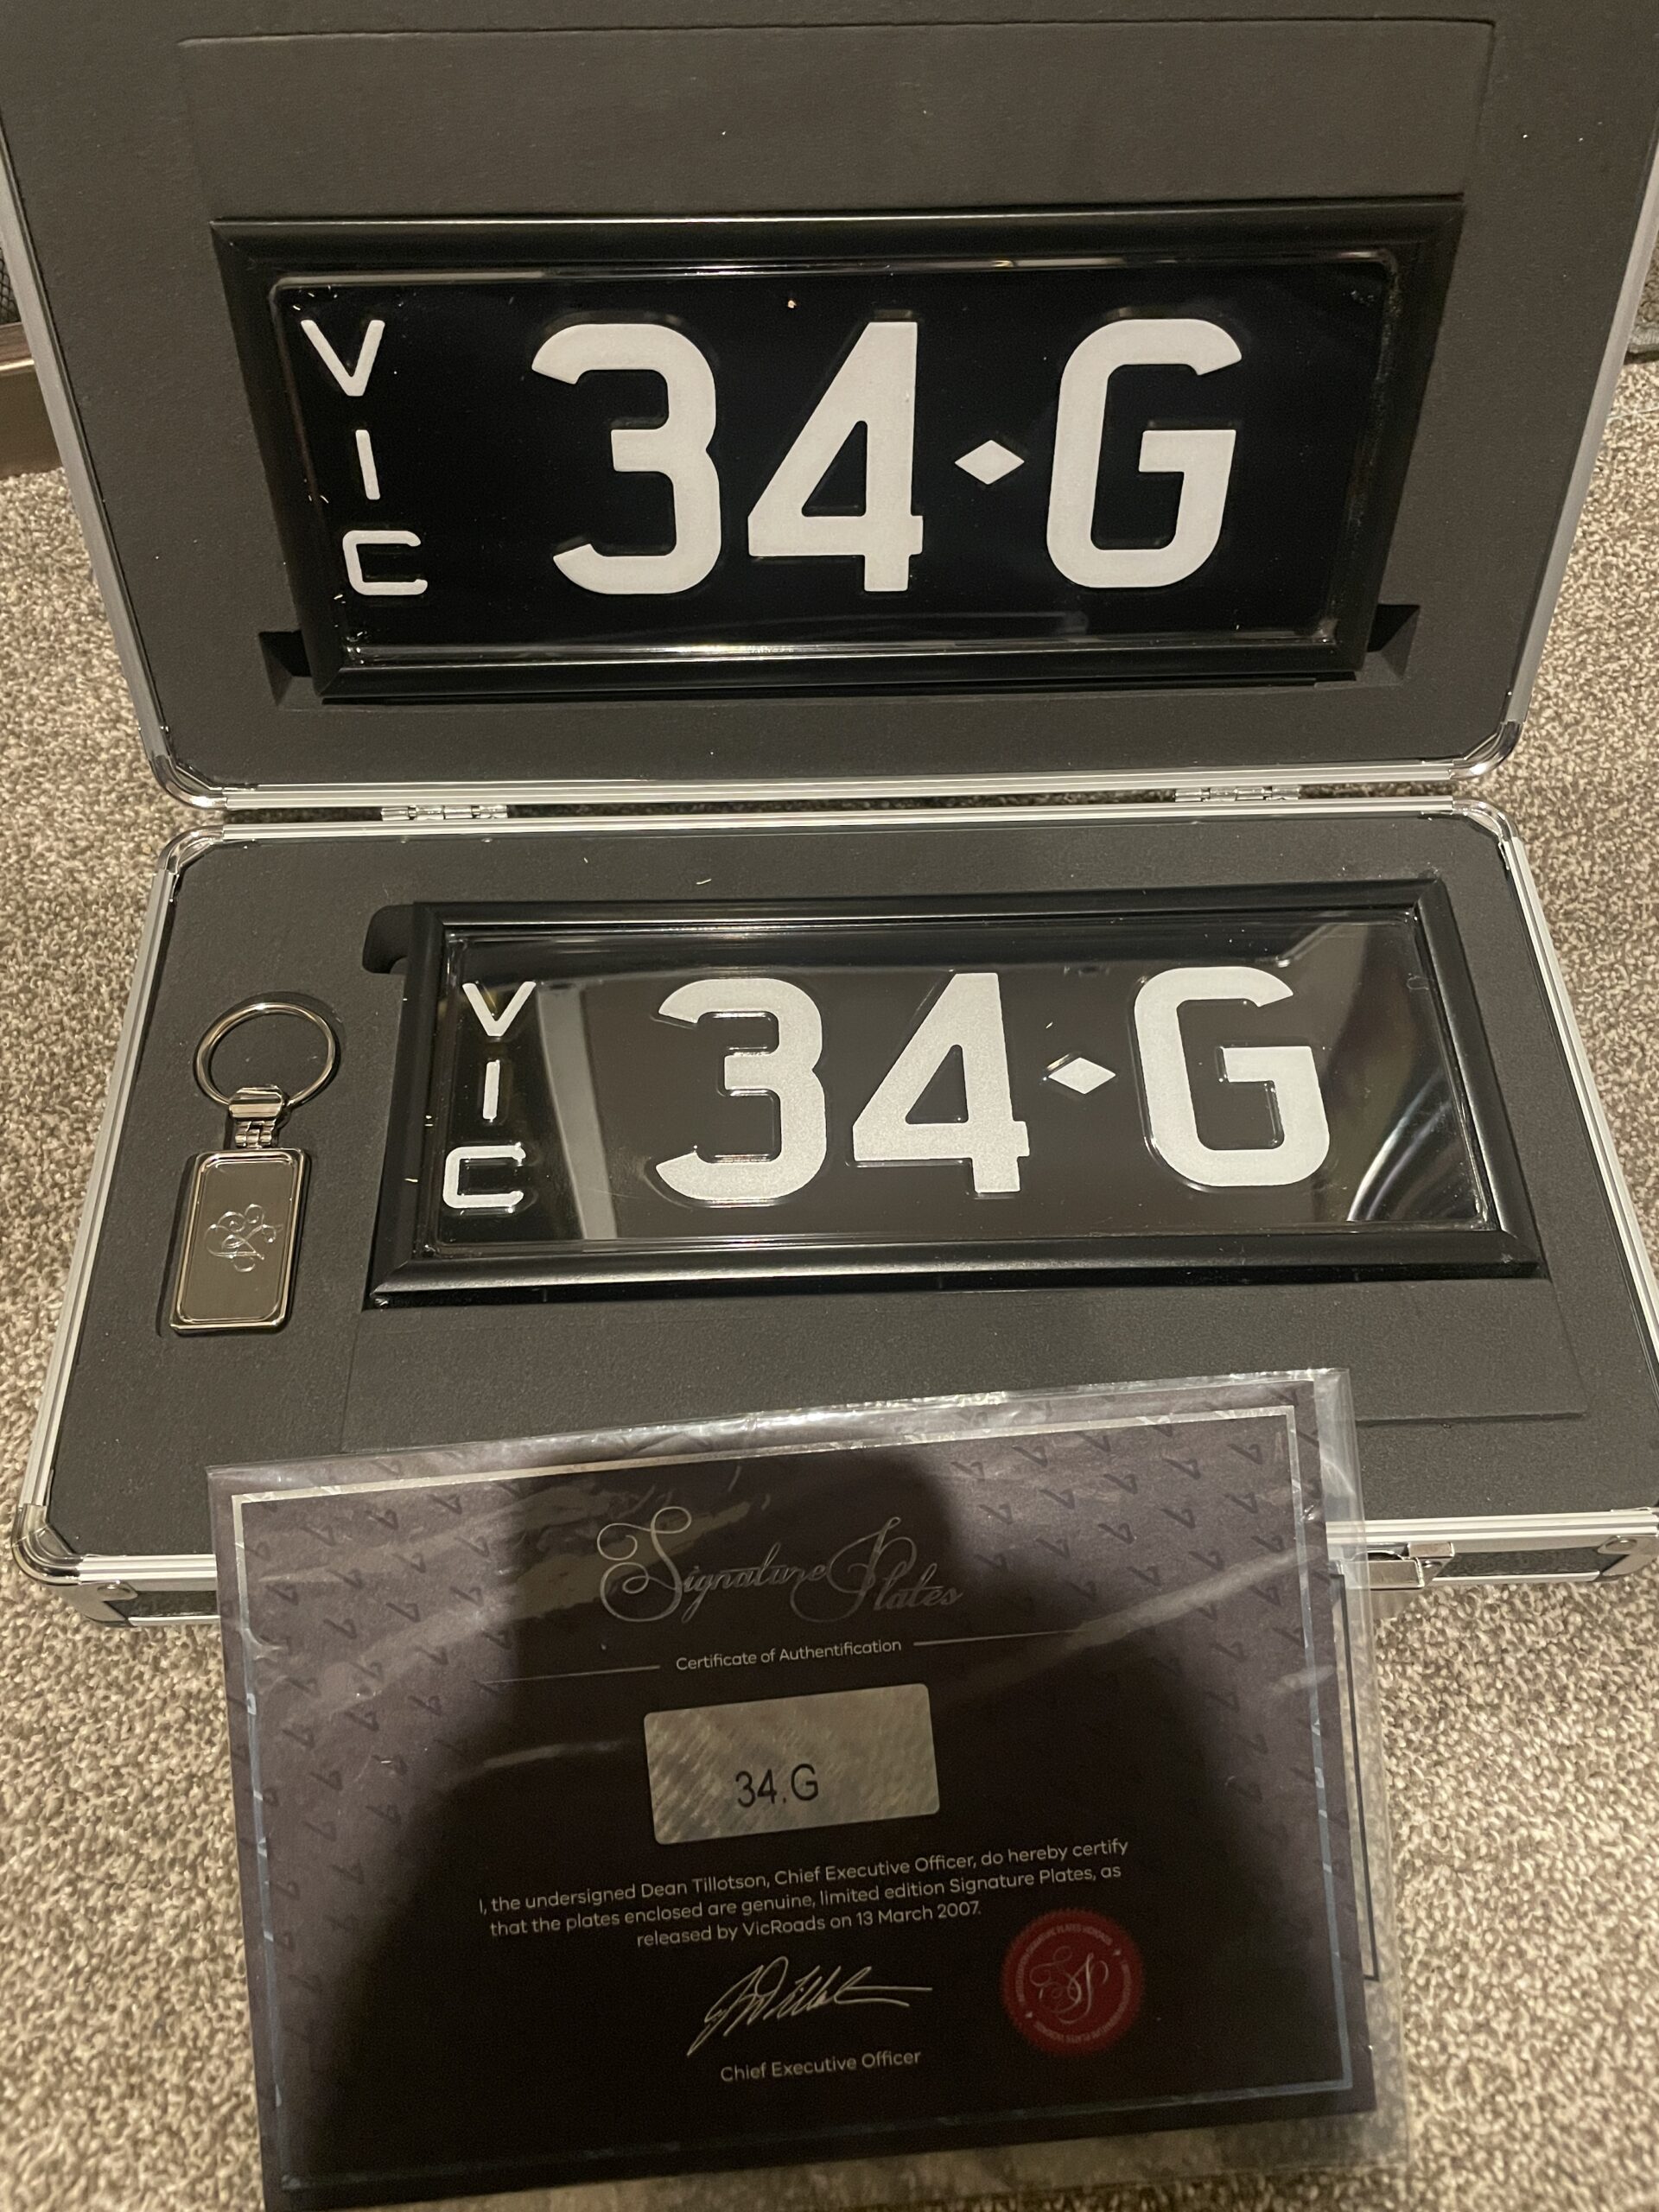 VIC
34♦G
VIC
34♦G
Signature Plates
Certificate of Authentification
34.G
I, the undersigned Dean Tillotson, Chief Executive Officer, do hereby certify
that the plates enclosed are genuine, limited edition Signature Plates, as
released by VicRoads on 13 March 2007.
Chief Executive Officer